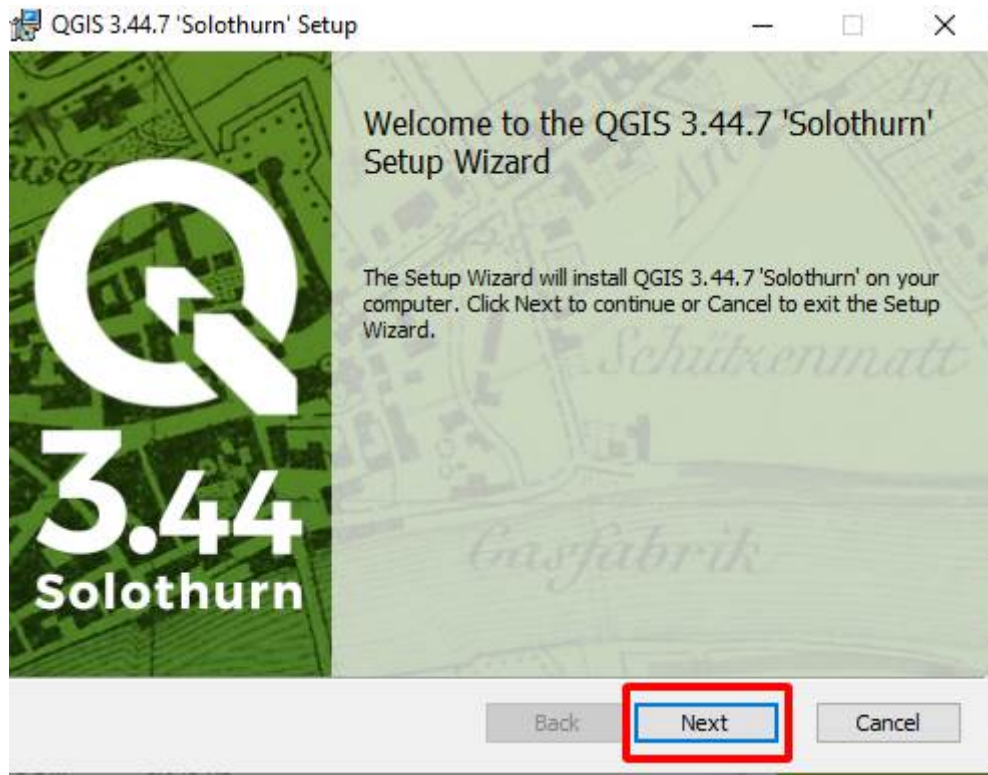 QGIS 3.44.7 'Solothurn' Setup
Welcome to the QGIS 3.44.7 'Solothurn'
Setup Wizard
The Setup Wizard will install QGIS 3.44.7 'Solothurn' on your
computer. Click Next to continue or Cancel to exit the Setup
Wizard.
Schützenmatt
Gasfabrik
3.44
Solothurn
Back
Next
Cancel